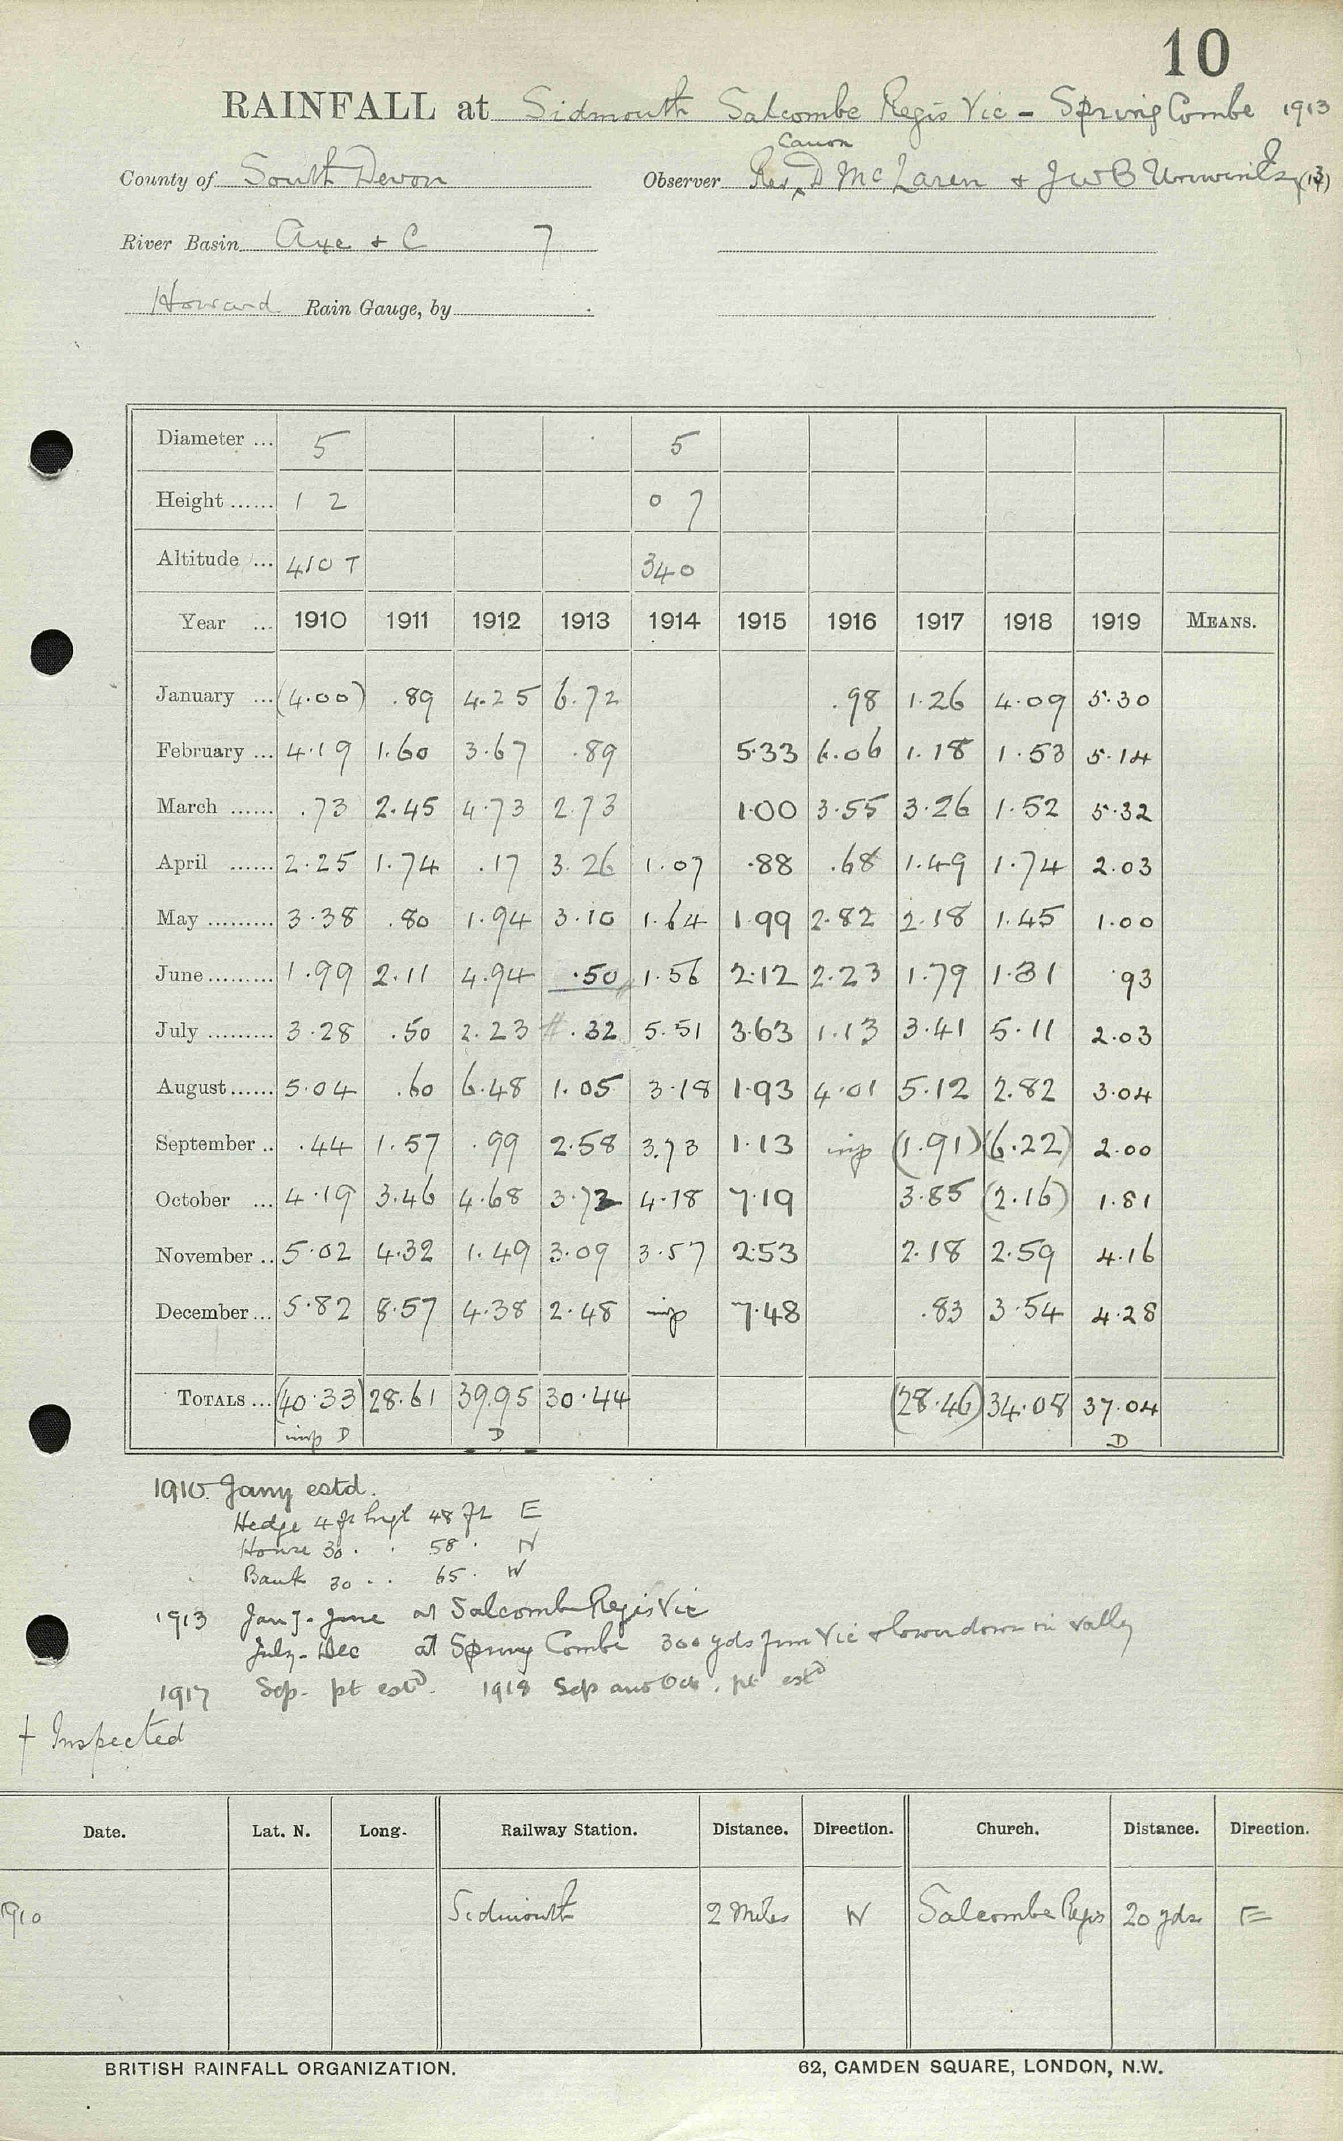 10
RAINFALL at Sidmouth Salcombe Regis Vic - Spring Combe 1913
Canon
County of South Devon Observer Rev D McLaren + J W B Unwin (13)
River Basin Axe + C 7
Howard Rain Gauge, by
Diameter ... 5 5
Height ...... 1 2 0 7
Altitude ... 410 T 340
Year ... 1910 1911 1912 1913 1914 1915 1916 1917 1918 1919 MEANS.
January ... (4.00) .89 4.25 6.72 .98 1.26 4.09 5.30
February ... 4.19 1.60 3.67 .89 5.33 6.06 1.18 1.53 5.14
March ...... .73 2.45 4.73 2.73 1.00 3.55 3.26 1.52 5.32
April ...... 2.25 1.74 .17 3.26 1.07 .88 .68 1.49 1.74 2.03
May ......... 3.38 .80 1.94 3.10 1.64 1.99 2.82 2.18 1.45 1.00
June ......... 1.99 2.11 4.94 .50 1.56 2.12 2.23 1.79 1.31 .93
July ......... 3.28 .50 2.23 .32 5.51 3.63 1.13 3.41 5.11 2.03
August ...... 5.04 .60 6.48 1.05 3.18 1.93 4.01 5.12 2.82 3.04
September .. .44 1.57 .99 2.58 3.73 1.13 imp (1.91) (6.22) 2.00
October ... 4.19 3.46 4.68 3.72 4.18 7.19 3.85 (2.16) 1.81
November .. 5.02 4.32 1.49 3.09 3.57 2.53 2.18 2.59 4.16
December ... 5.82 8.57 4.38 2.48 imp 7.48 .83 3.54 4.28
TOTALS ... (40.33) 28.61 39.95 30.44 (28.46) 34.08 37.04
imp D D D
1910. Jany estd.
Hedge 4 ft high 48 ft E
House 30 . . 58 . N
Bank 30 . . 65 . W
1913 Jany - June at Salcombe Regis Vic
July - Dec at Spring Combe 300 yds from Vic + lower down in valley
1917 Sep. pt estd. 1918 Sep and Oct. pt estd
+ Inspected
Date. Lat. N. Long. Railway Station. Distance. Direction. Church. Distance. Direction.
1910 Sidmouth 2 Miles W Salcombe Regis 20 yds E
BRITISH RAINFALL ORGANIZATION. 62, CAMDEN SQUARE, LONDON, N.W.